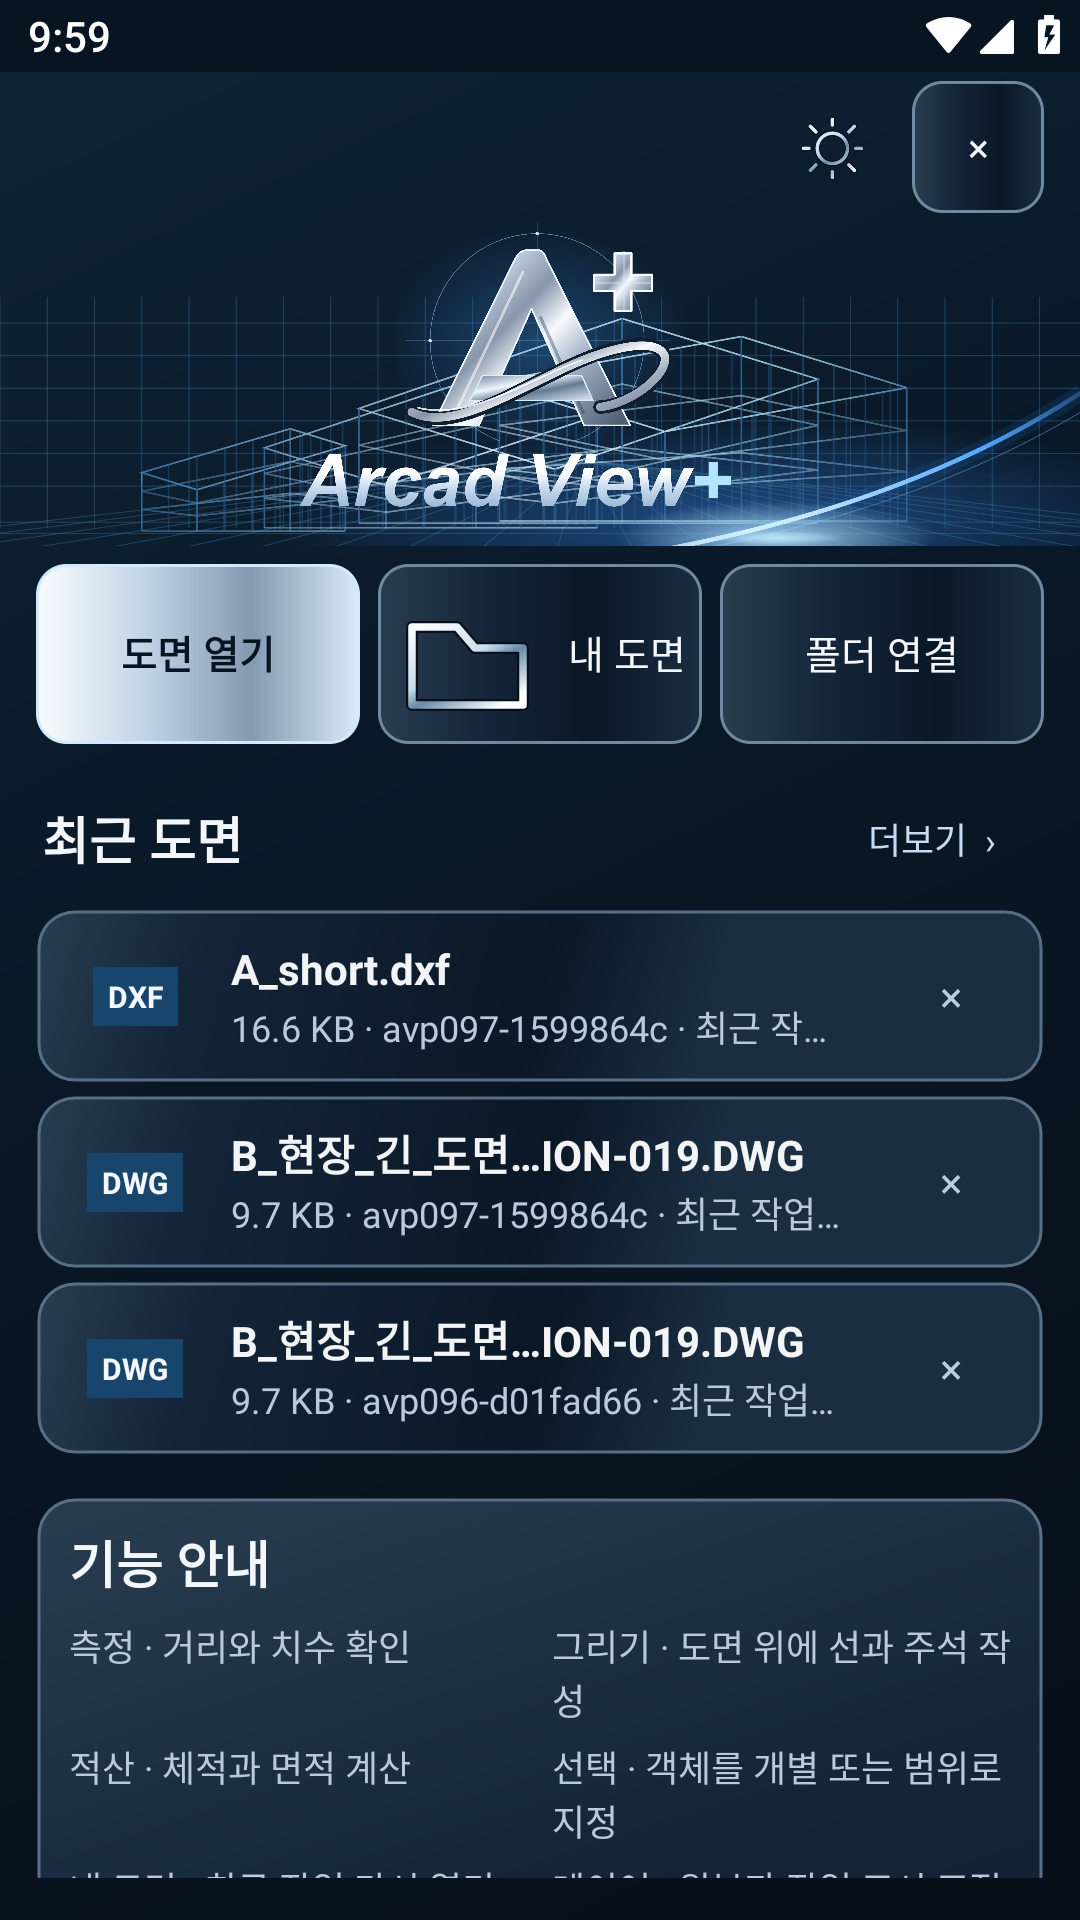 9:59
×
A+
Arcad View+
도면 열기
내 도면
폴더 연결
최근 도면
더보기 ›
DXF
A_short.dxf
16.6 KB · avp097-1599864c · 최근 작...
×
DWG
B_현장_긴_도면...ION-019.DWG
9.7 KB · avp097-1599864c · 최근 작업...
×
DWG
B_현장_긴_도면...ION-019.DWG
9.7 KB · avp096-d01fad66 · 최근 작업...
×
기능 안내
측정 · 거리와 치수 확인
그리기 · 도면 위에 선과 주석 작
성
적산 · 체적과 면적 계산
선택 · 객체를 개별 또는 범위로
지정